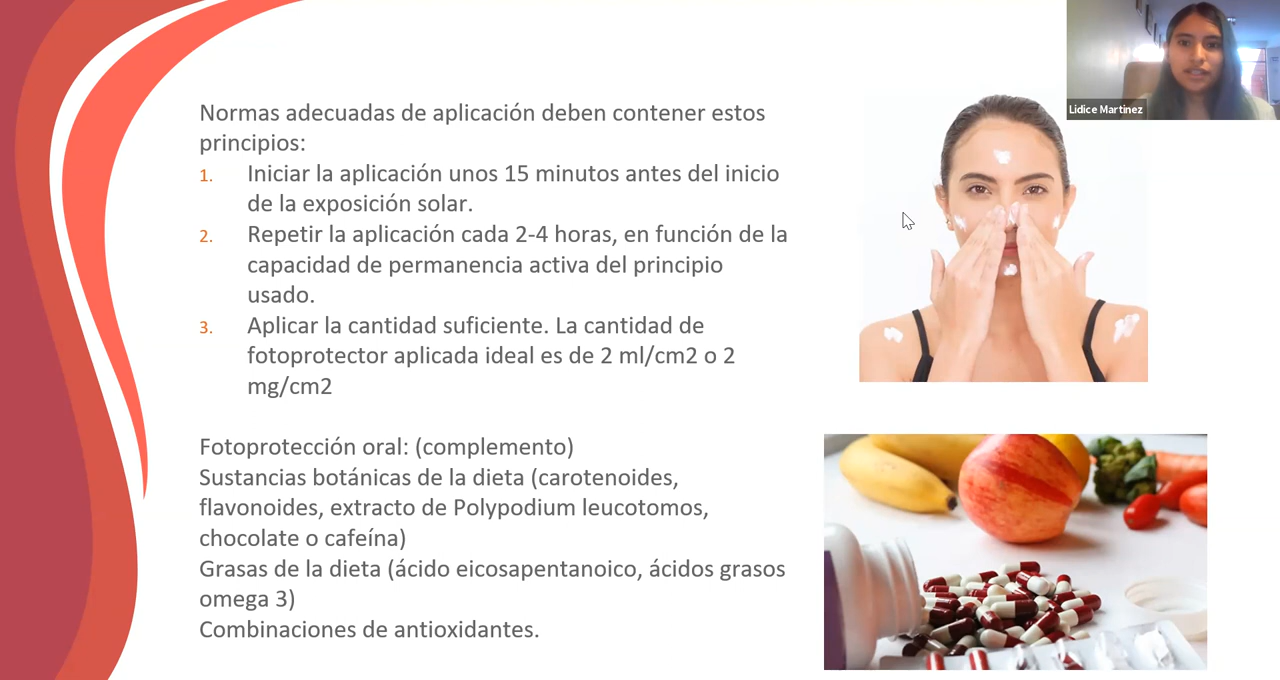 Lidice Martinez
Normas adecuadas de aplicación deben contener estos
principios:
1. Iniciar la aplicación unos 15 minutos antes del inicio
de la exposición solar.
2. Repetir la aplicación cada 2-4 horas, en función de la
capacidad de permanencia activa del principio
usado.
3. Aplicar la cantidad suficiente. La cantidad de
fotoprotector aplicada ideal es de 2 ml/cm2 o 2
mg/cm2
Fotoprotección oral: (complemento)
Sustancias botánicas de la dieta (carotenoides,
flavonoides, extracto de Polypodium leucotomos,
chocolate o cafeína)
Grasas de la dieta (ácido eicosapentanoico, ácidos grasos
omega 3)
Combinaciones de antioxidantes.